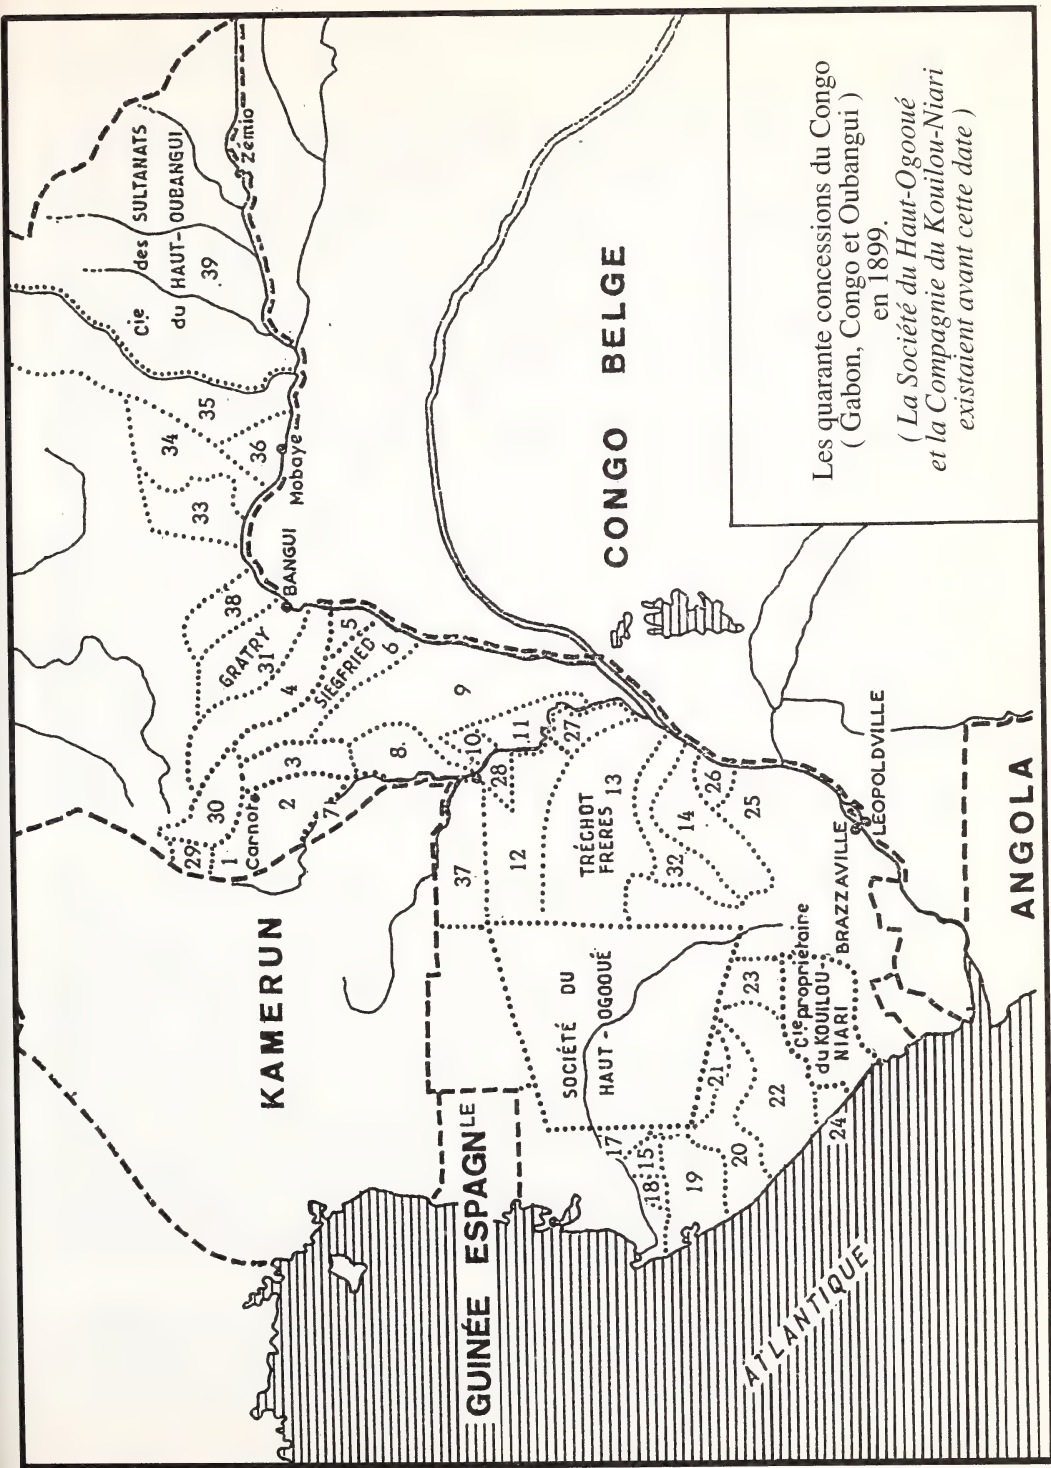 Les quarante concessions du Congo
( Gabon, Congo et Oubangui )
en 1899.
( La Société du Haut-Ogooué
et la Compagnie du Kouilou-Niari
existaient avant cette date )
KAMERUN
GUINÉE ESPAGNLE
CONGO BELGE
ANGOLA
ATLANTIQUE
Cie des SULTANATS
du HAUT-OUBANGUI
39
Zémio
35
34
36
33
Mobaye
BANGUI
38
GRATRY
31
4
5
SIEGFRIED
6
9
3
8
10
11
27
28
30
29
1
Carnot
2
7
37
12
13
TRÉCHOT
FRÈRES
14
26
25
32
LÉOPOLDVILLE
BRAZZAVILLE
SOCIÉTÉ DU
HAUT-OGOOUÉ
Cie propriétaire
du KOUILOU-
NIARI
23
21
22
24
20
19
17
15
18